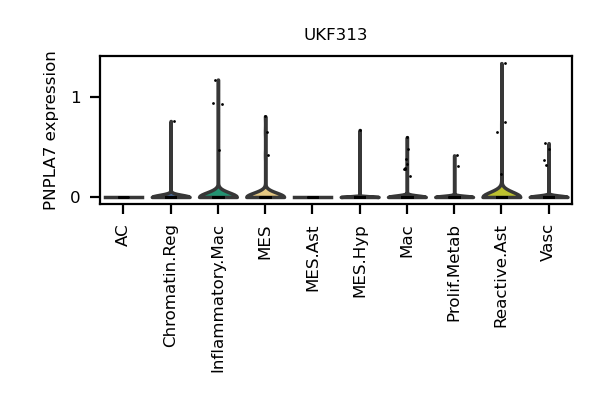 UKF313
PNPLA7 expression
1
0
AC
Chromatin.Reg
Inflammatory.Mac
MES
MES.Ast
MES.Hyp
Mac
Prolif.Metab
Reactive.Ast
Vasc